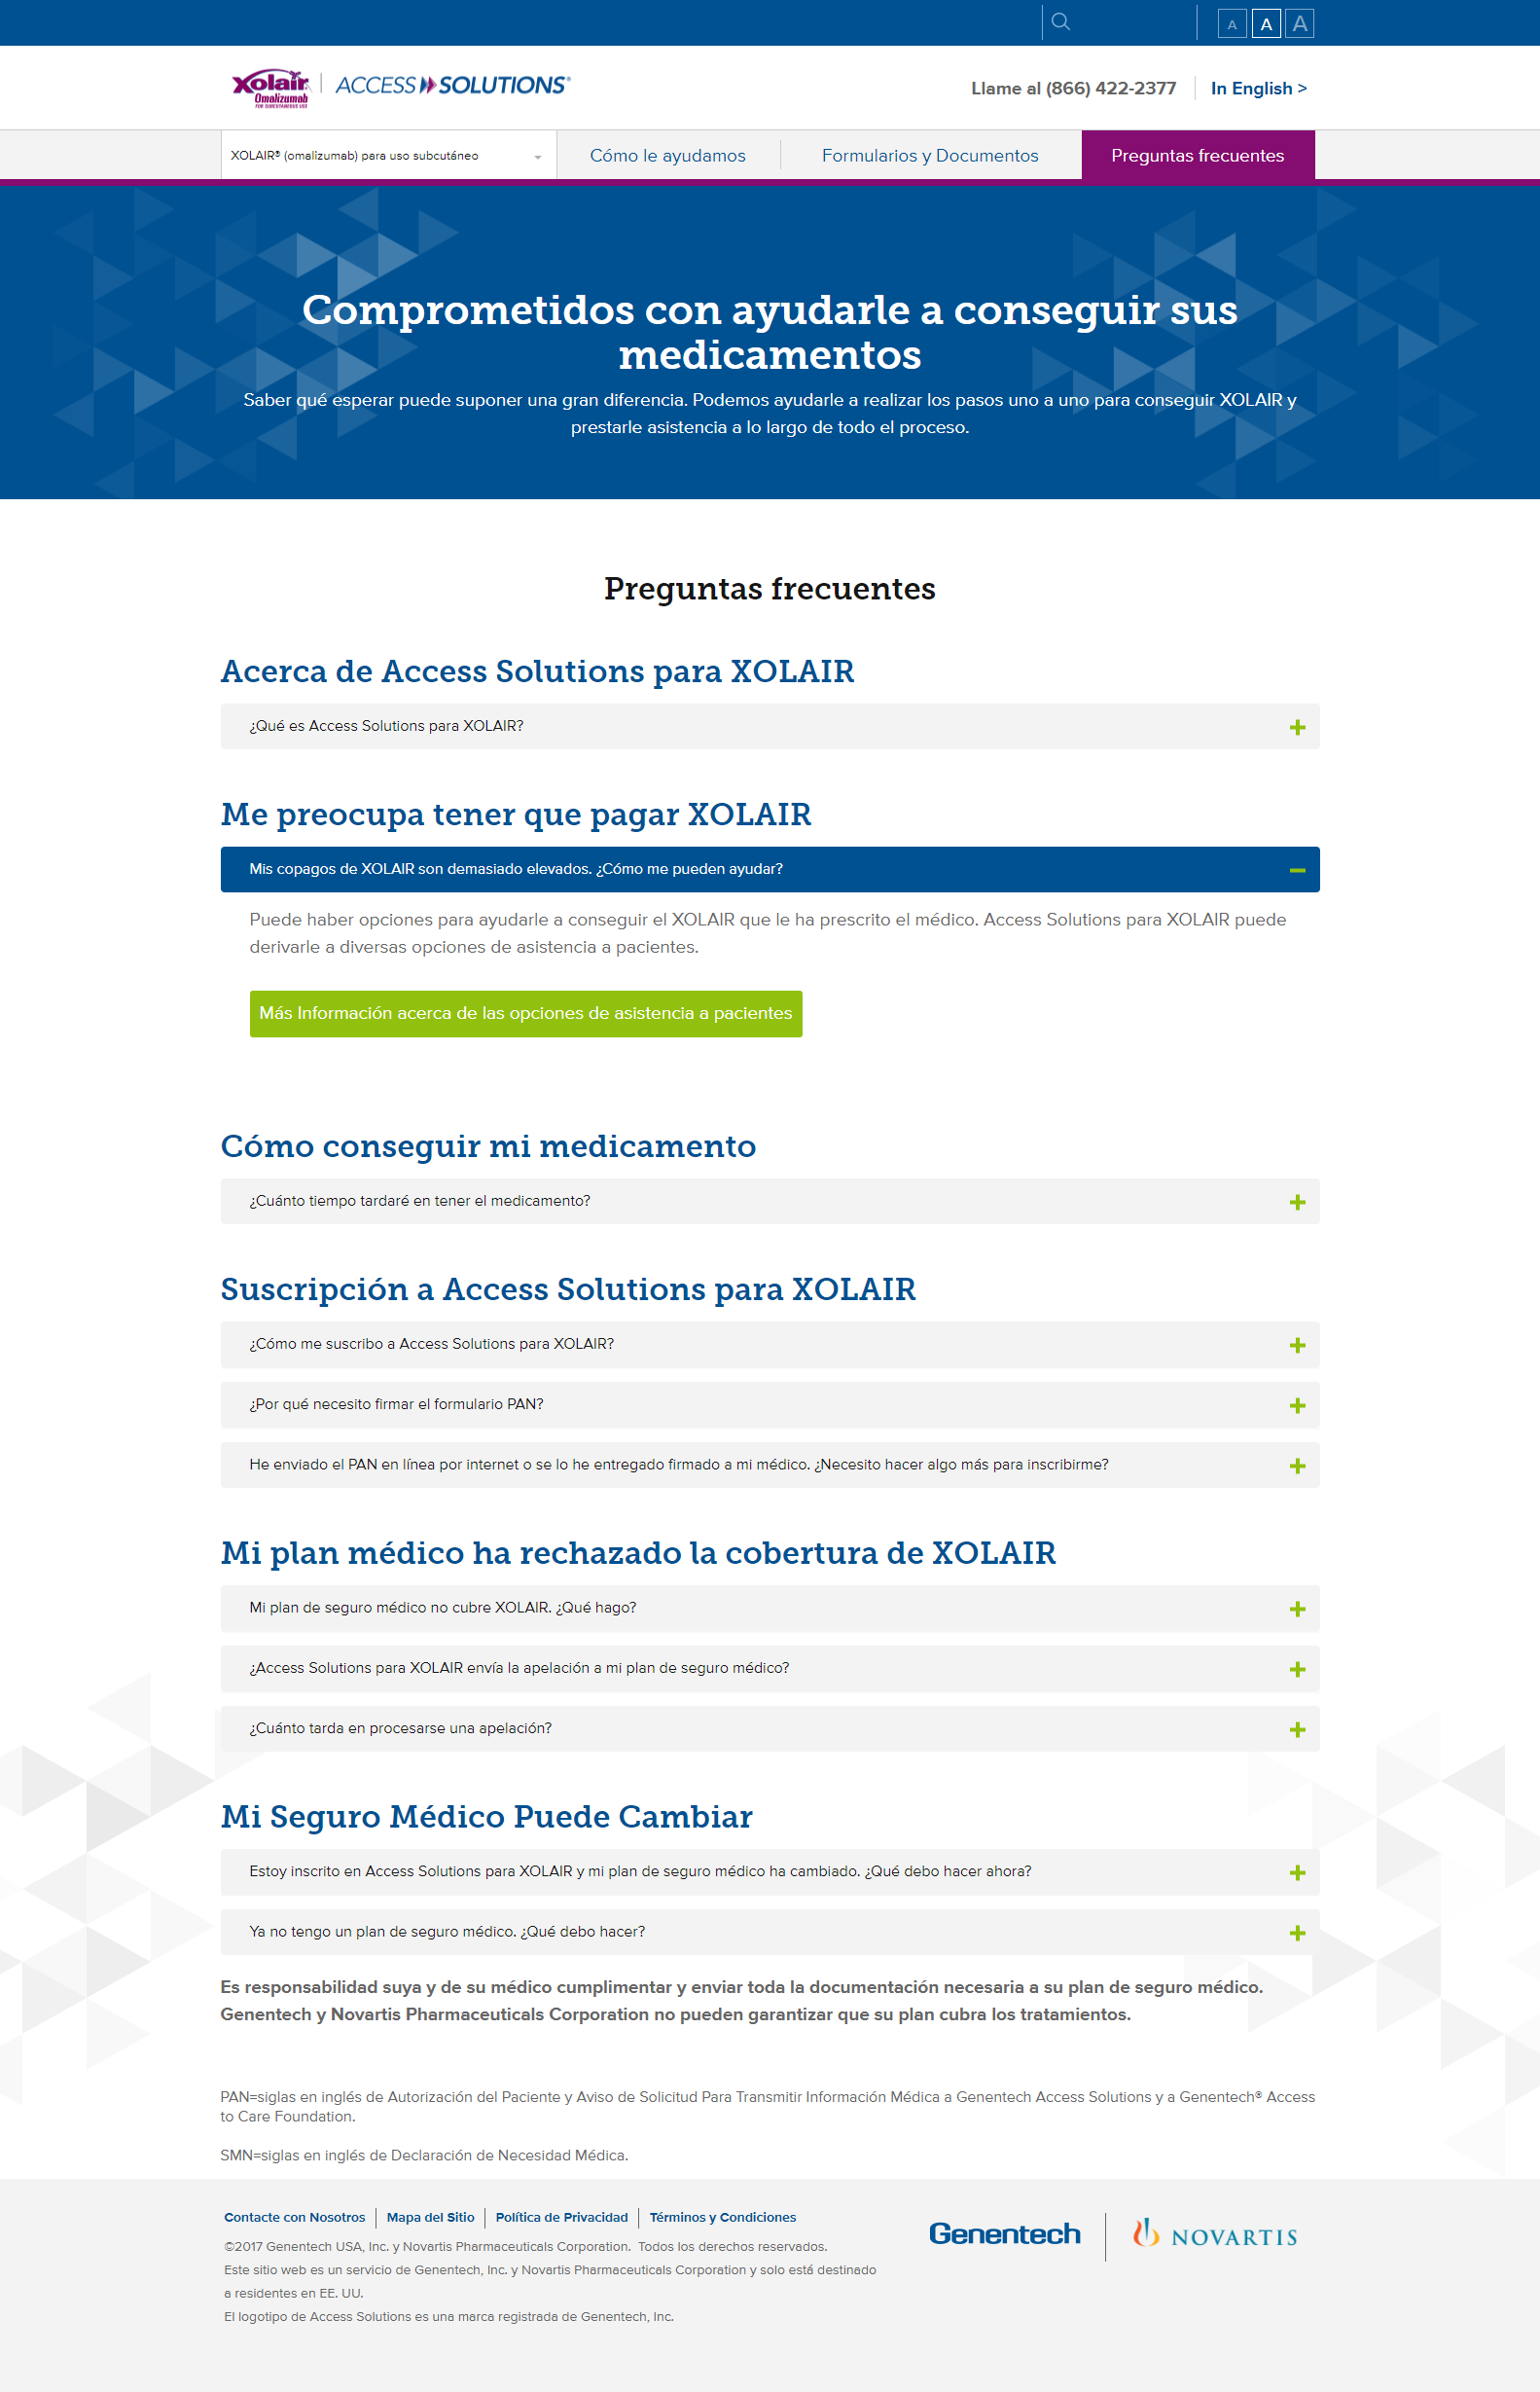 A A A
Xolair
Omalizumab
FOR SUBCUTANEOUS USE
ACCESS SOLUTIONS®
Llame al (866) 422-2377
In English >
XOLAIR® (omalizumab) para uso subcutáneo
Cómo le ayudamos
Formularios y Documentos
Preguntas frecuentes
Comprometidos con ayudarle a conseguir sus
medicamentos
Saber qué esperar puede suponer una gran diferencia. Podemos ayudarle a realizar los pasos uno a uno para conseguir XOLAIR y
prestarle asistencia a lo largo de todo el proceso.
Preguntas frecuentes
Acerca de Access Solutions para XOLAIR
¿Qué es Access Solutions para XOLAIR?
Me preocupa tener que pagar XOLAIR
Mis copagos de XOLAIR son demasiado elevados. ¿Cómo me pueden ayudar?
Puede haber opciones para ayudarle a conseguir el XOLAIR que le ha prescrito el médico. Access Solutions para XOLAIR puede
derivarle a diversas opciones de asistencia a pacientes.
Más Información acerca de las opciones de asistencia a pacientes
Cómo conseguir mi medicamento
¿Cuánto tiempo tardaré en tener el medicamento?
Suscripción a Access Solutions para XOLAIR
¿Cómo me suscribo a Access Solutions para XOLAIR?
¿Por qué necesito firmar el formulario PAN?
He enviado el PAN en línea por internet o se lo he entregado firmado a mi médico. ¿Necesito hacer algo más para inscribirme?
Mi plan médico ha rechazado la cobertura de XOLAIR
Mi plan de seguro médico no cubre XOLAIR. ¿Qué hago?
¿Access Solutions para XOLAIR envía la apelación a mi plan de seguro médico?
¿Cuánto tarda en procesarse una apelación?
Mi Seguro Médico Puede Cambiar
Estoy inscrito en Access Solutions para XOLAIR y mi plan de seguro médico ha cambiado. ¿Qué debo hacer ahora?
Ya no tengo un plan de seguro médico. ¿Qué debo hacer?
Es responsabilidad suya y de su médico cumplimentar y enviar toda la documentación necesaria a su plan de seguro médico.
Genentech y Novartis Pharmaceuticals Corporation no pueden garantizar que su plan cubra los tratamientos.
PAN=siglas en inglés de Autorización del Paciente y Aviso de Solicitud Para Transmitir Información Médica a Genentech Access Solutions y a Genentech® Access
to Care Foundation.
SMN=siglas en inglés de Declaración de Necesidad Médica.
Contacte con Nosotros
Mapa del Sitio
Política de Privacidad
Términos y Condiciones
©2017 Genentech USA, Inc. y Novartis Pharmaceuticals Corporation. Todos los derechos reservados.
Este sitio web es un servicio de Genentech, Inc. y Novartis Pharmaceuticals Corporation y solo está destinado
a residentes en EE. UU.
El logotipo de Access Solutions es una marca registrada de Genentech, Inc.
Genentech
NOVARTIS